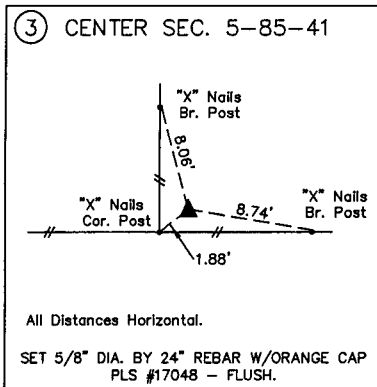 3 CENTER SEC. 5-85-41
"X" Nails
Br. Post
8.06'
"X" Nails
Cor. Post
8.74'
"X" Nails
Br. Post
1.88'
All Distances Horizontal.
SET 5/8" DIA. BY 24" REBAR W/ORANGE CAP
PLS #17048 - FLUSH.